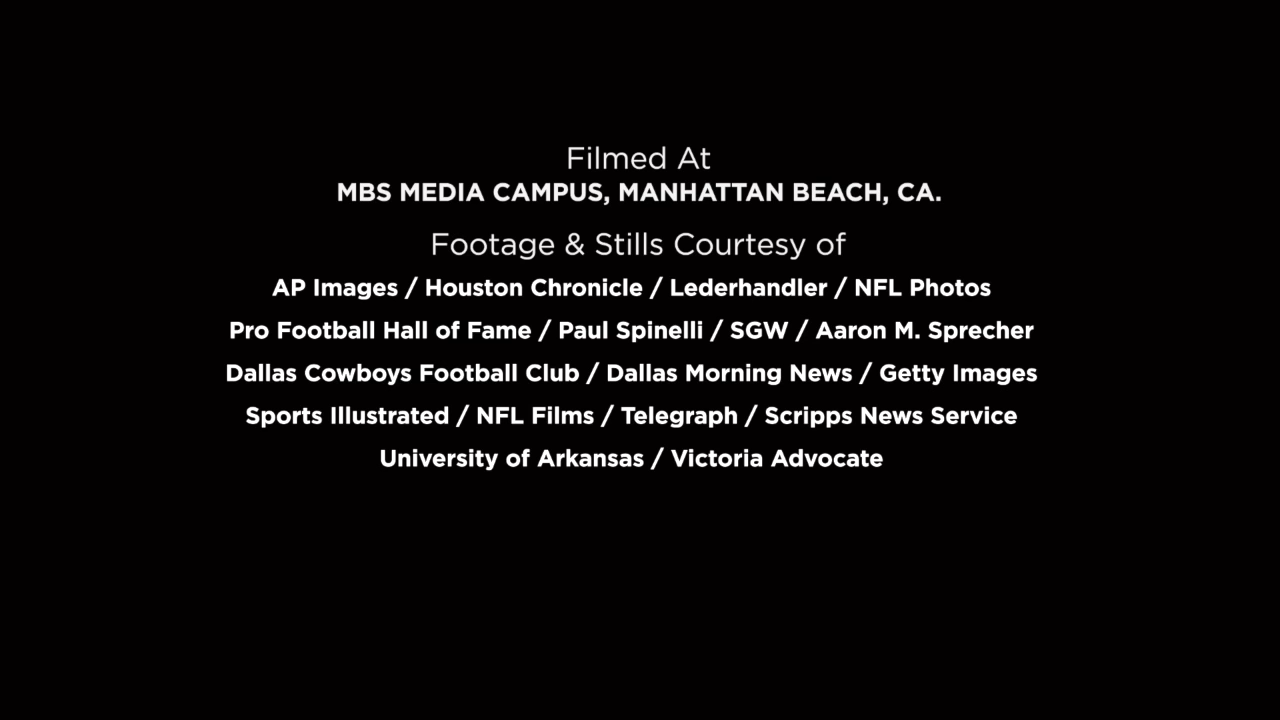 Filmed At
MBS MEDIA CAMPUS, MANHATTAN BEACH, CA.
Footage & Stills Courtesy of
AP Images / Houston Chronicle / Lederhandler / NFL Photos
Pro Football Hall of Fame / Paul Spinelli / SGW / Aaron M. Sprecher
Dallas Cowboys Football Club / Dallas Morning News / Getty Images
Sports Illustrated / NFL Films / Telegraph / Scripps News Service
University of Arkansas / Victoria Advocate